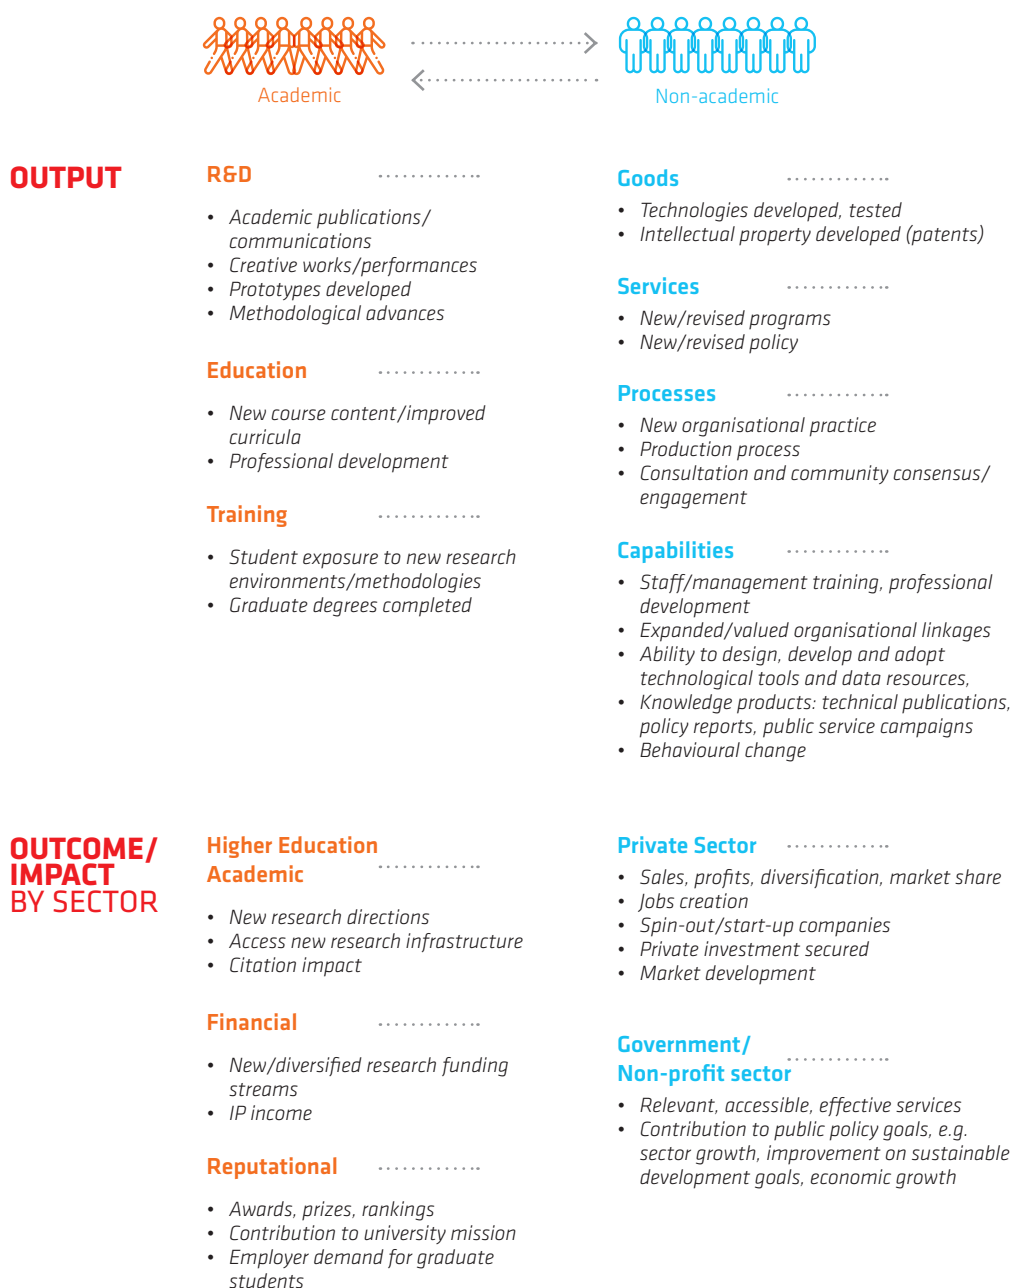 Academic
Non-academic
OUTPUT
R&D
• Academic publications/
communications
• Creative works/performances
• Prototypes developed
• Methodological advances
Education
• New course content/improved
curricula
• Professional development
Training
• Student exposure to new research
environments/methodologies
• Graduate degrees completed
Goods
• Technologies developed, tested
• Intellectual property developed (patents)
Services
• New/revised programs
• New/revised policy
Processes
• New organisational practice
• Production process
• Consultation and community consensus/
engagement
Capabilities
• Staff/management training, professional
development
• Expanded/valued organisational linkages
• Ability to design, develop and adopt
technological tools and data resources,
• Knowledge products: technical publications,
policy reports, public service campaigns
• Behavioural change
OUTCOME/
IMPACT
BY SECTOR
Higher Education
Academic
• New research directions
• Access new research infrastructure
• Citation impact
Financial
• New/diversified research funding
streams
• IP income
Reputational
• Awards, prizes, rankings
• Contribution to university mission
• Employer demand for graduate
students
Private Sector
• Sales, profits, diversification, market share
• Jobs creation
• Spin-out/start-up companies
• Private investment secured
• Market development
Government/
Non-profit sector
• Relevant, accessible, effective services
• Contribution to public policy goals, e.g.
sector growth, improvement on sustainable
development goals, economic growth